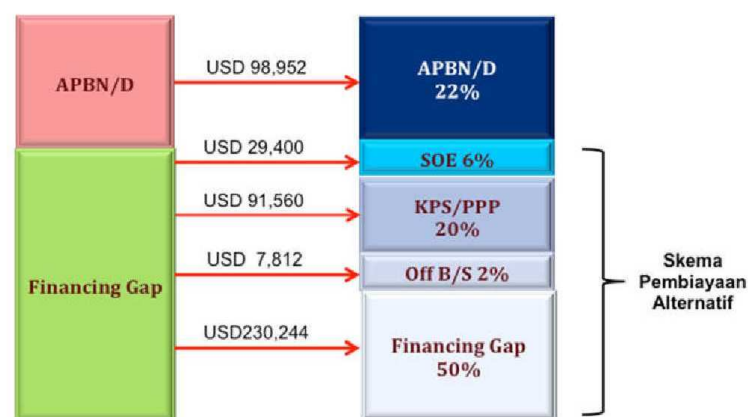 APBN/D
USD 98,952
APBN/D
22%
USD 29,400
SOE 6%
USD 91,560
KPS/PPP
20%
USD 7,812
Off B/S 2%
Financing Gap
USD230,244
Financing Gap
50%
Skema
Pembiayaan
Alternatif